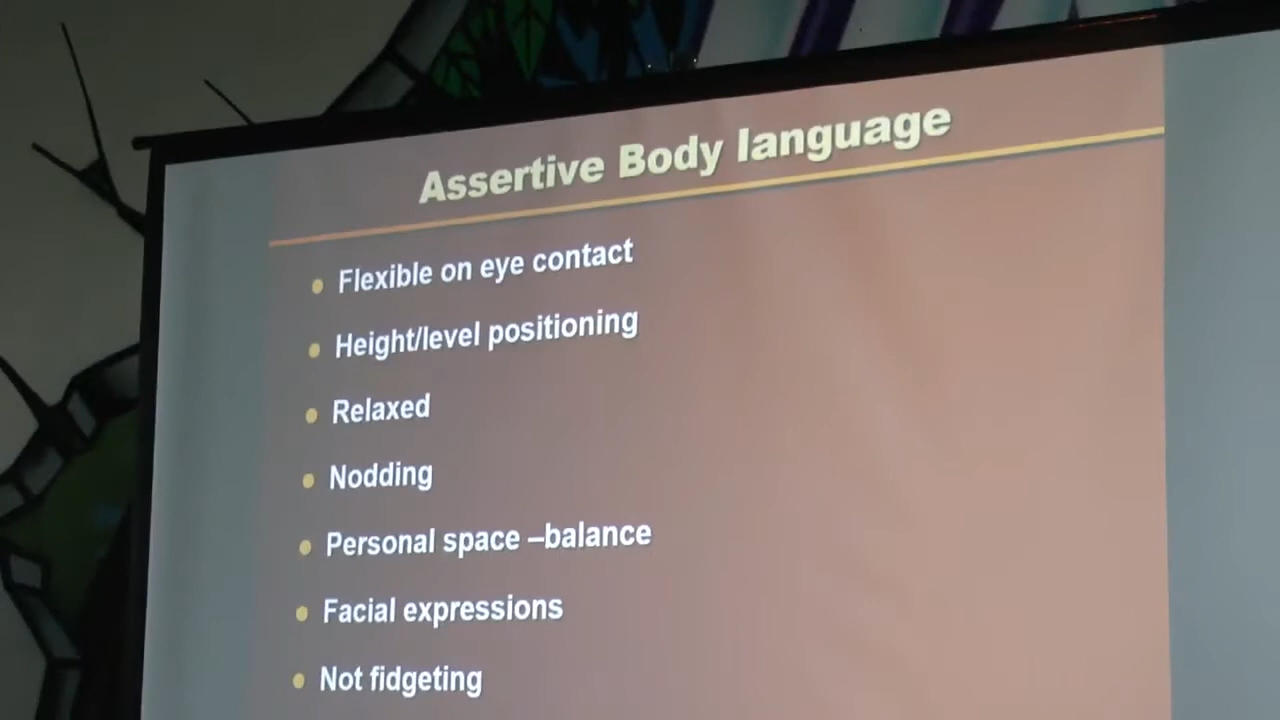 Assertive Body language
Flexible on eye contact
Height/level positioning
Relaxed
Nodding
Personal space –balance
Facial expressions
Not fidgeting